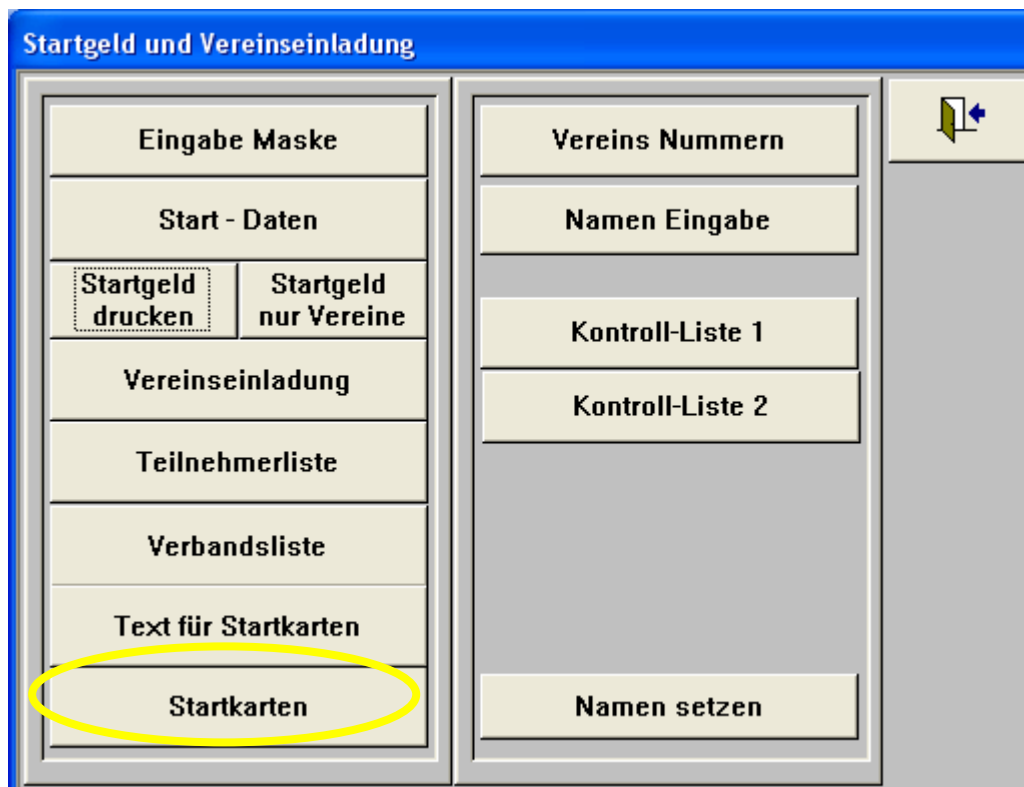 Startgeld und Vereinseinladung
Eingabe Maske
Start - Daten
Startgeld
drucken
Startgeld
nur Vereine
Vereinseinladung
Teilnehmerliste
Verbandsliste
Text für Startkarten
Startkarten
Vereins Nummern
Namen Eingabe
Kontroll-Liste 1
Kontroll-Liste 2
Namen setzen